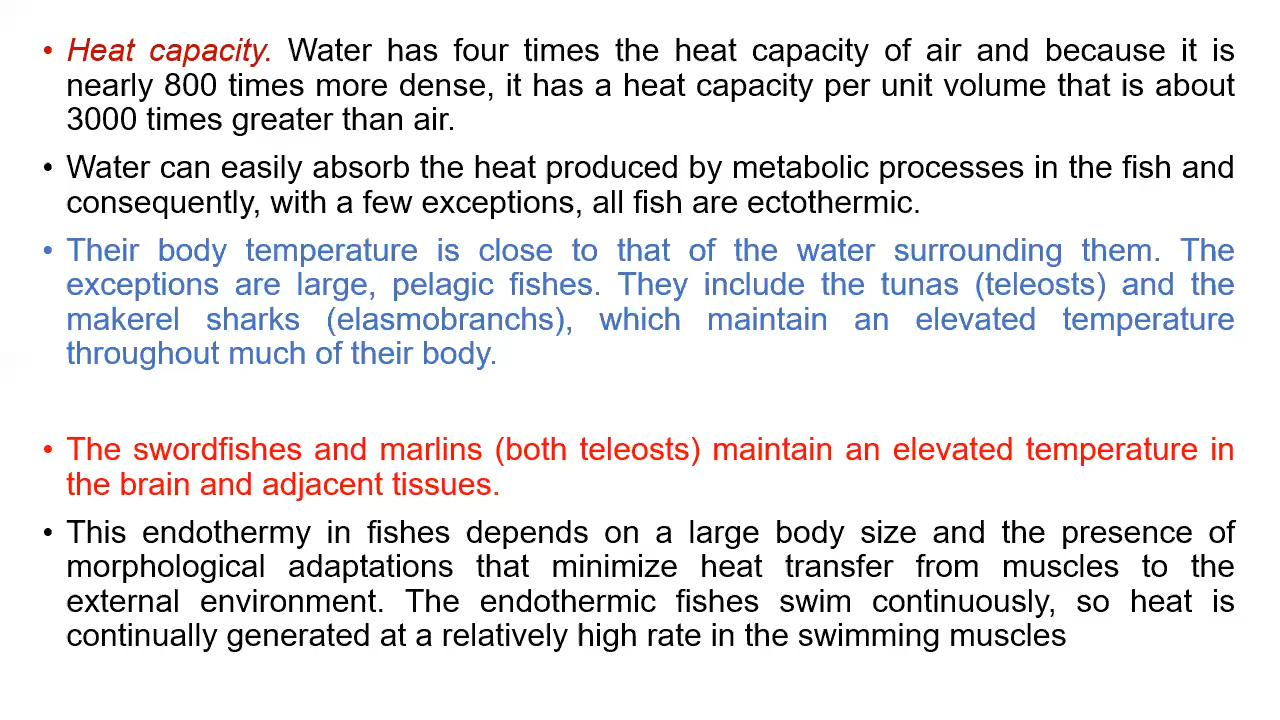 • Heat capacity. Water has four times the heat capacity of air and because it is
nearly 800 times more dense, it has a heat capacity per unit volume that is about
3000 times greater than air.
• Water can easily absorb the heat produced by metabolic processes in the fish and
consequently, with a few exceptions, all fish are ectothermic.
• Their body temperature is close to that of the water surrounding them. The
exceptions are large, pelagic fishes. They include the tunas (teleosts) and the
makerel sharks (elasmobranchs), which maintain an elevated temperature
throughout much of their body.
• The swordfishes and marlins (both teleosts) maintain an elevated temperature in
the brain and adjacent tissues.
• This endothermy in fishes depends on a large body size and the presence of
morphological adaptations that minimize heat transfer from muscles to the
external environment. The endothermic fishes swim continuously, so heat is
continually generated at a relatively high rate in the swimming muscles